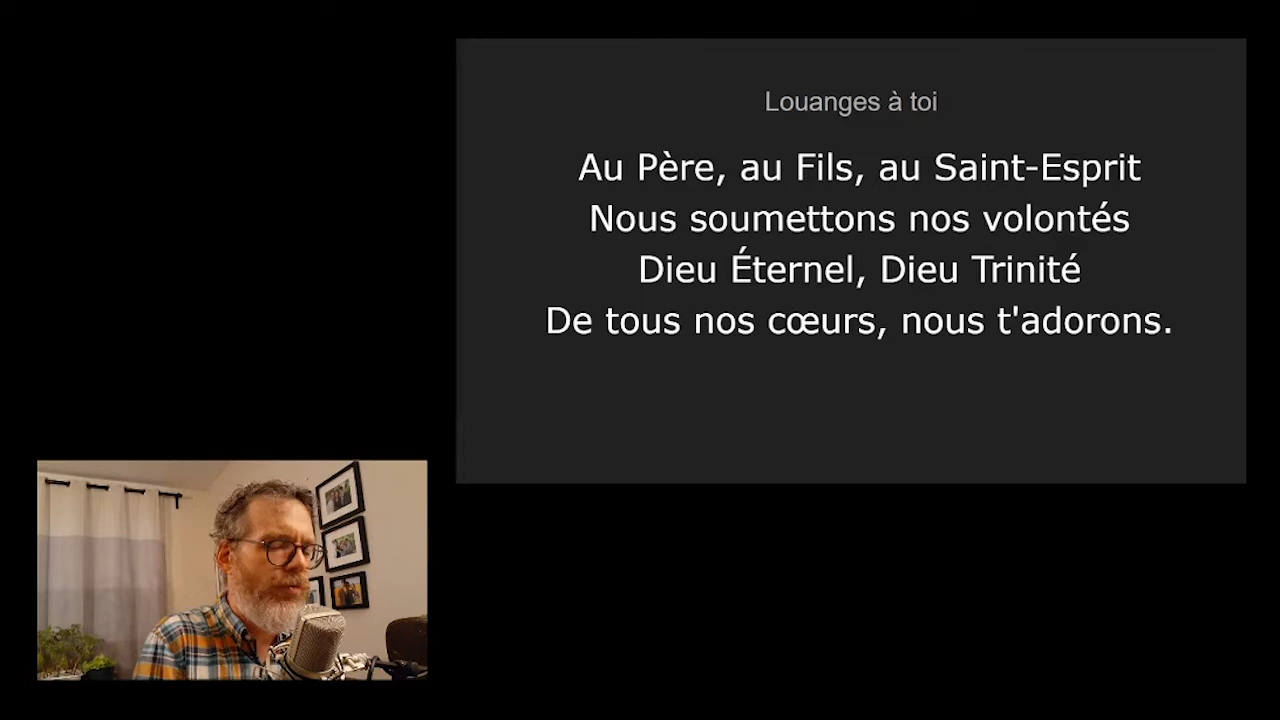 Louanges à toi
Au Père, au Fils, au Saint-Esprit
Nous soumettons nos volontés
Dieu Éternel, Dieu Trinité
De tous nos cœurs, nous t'adorons.